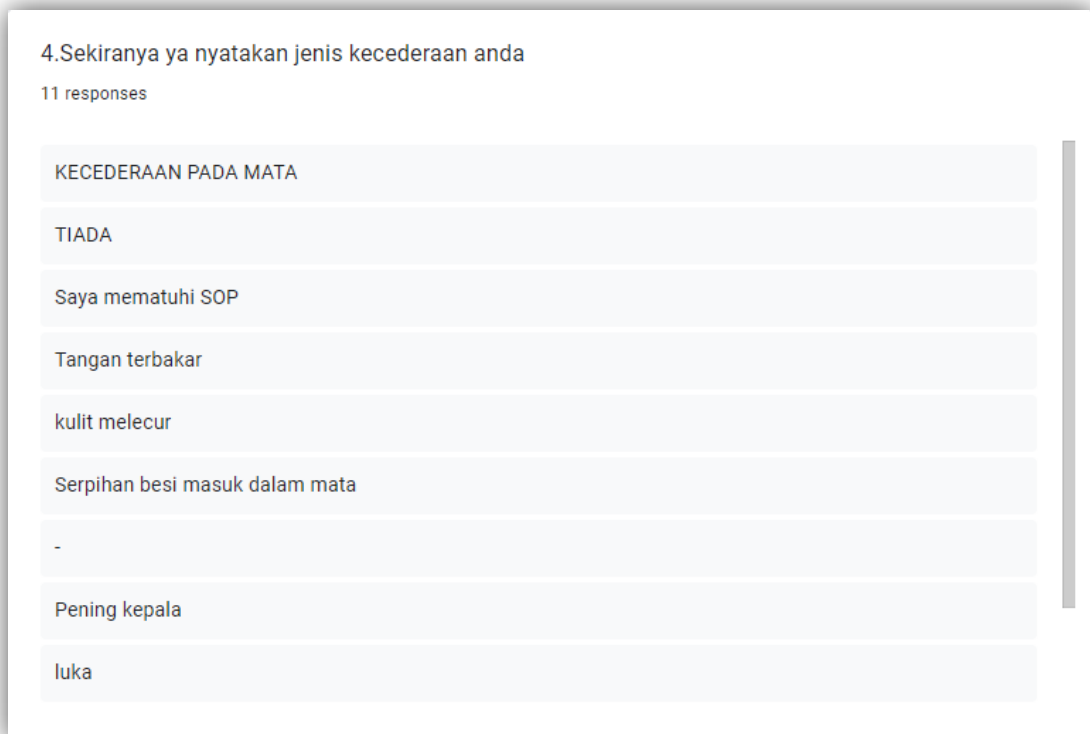 4.Sekiranya ya nyatakan jenis kecederaan anda
11 responses
KECEDERAAN PADA MATA
TIADA
Saya mematuhi SOP
Tangan terbakar
kulit melecur
Serpihan besi masuk dalam mata
-
Pening kepala
luka